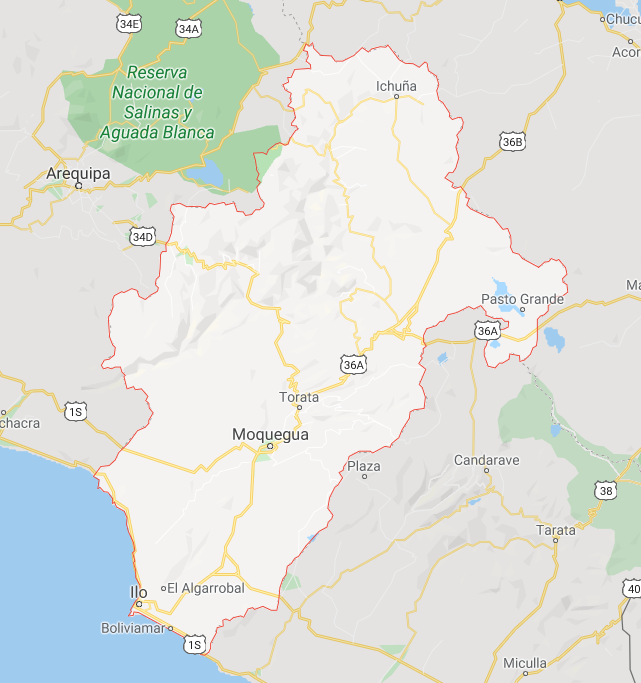 34E
34A
Chucu
Acor
Reserva
Nacional de
Salinas y
Aguada Blanca
Ichuña
36B
Arequipa
34D
Pasto Grande
Ma
36A
36A
1S
Torata
chacra
Moquegua
Plaza
Candarave
38
Tarata
El Algarrobal
Ilo
40
Boliviamar
1S
Miculla